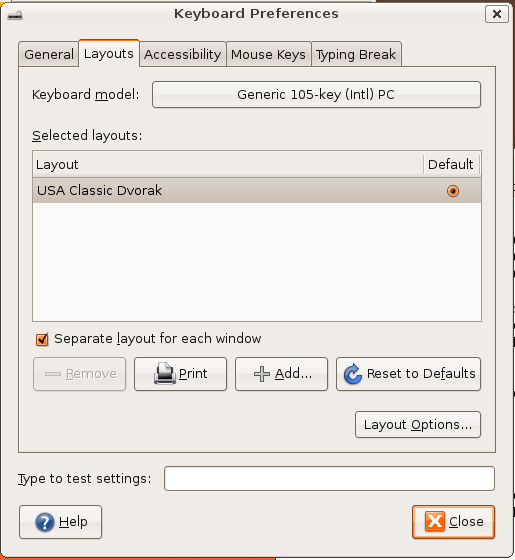 Keyboard Preferences
General Layouts Accessibility Mouse Keys Typing Break
Keyboard model: Generic 105-key (Intl) PC
Selected layouts:
Layout Default
USA Classic Dvorak
Separate layout for each window
Remove Print Add... Reset to Defaults
Layout Options...
Type to test settings:
Help Close